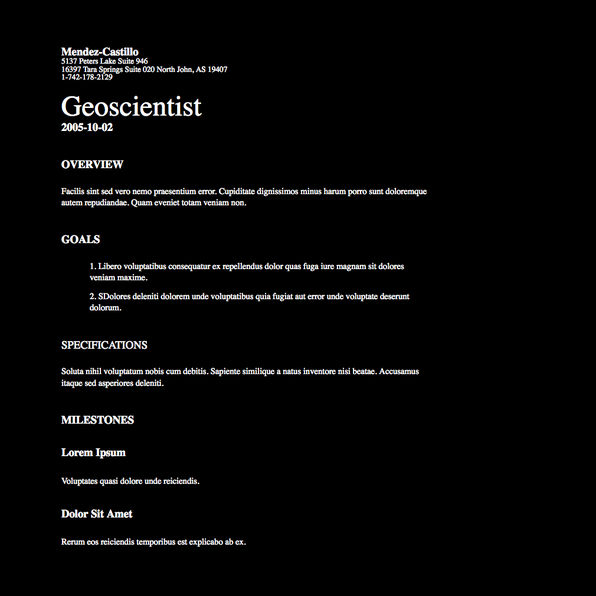 Mendez-Castillo
5137 Peters Lake Suite 946
16397 Tara Springs Suite 020 North John, AS 19407
1-742-178-2129
Geoscientist
2005-10-02
OVERVIEW
Facilis sint sed vero nemo praesentium error. Cupiditate dignissimos minus harum porro sunt doloremque
autem repudiandae. Quam eveniet totam veniam non.
GOALS
1. Libero voluptatibus consequatur ex repellendus dolor quas fuga iure magnam sit dolores
veniam maxime.
2. SDolores deleniti dolorem unde voluptatibus quia fugiat aut error unde voluptate deserunt
dolorum.
SPECIFICATIONS
Soluta nihil voluptatum nobis cum debitis. Sapiente similique a natus inventore nisi beatae. Accusamus
itaque sed asperiores deleniti.
MILESTONES
Lorem Ipsum
Voluptates quasi dolore unde reiciendis.
Dolor Sit Amet
Rerum eos reiciendis temporibus est explicabo ab ex.